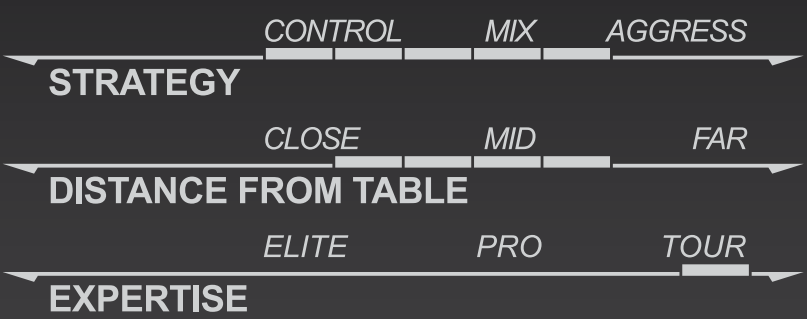 CONTROL MIX AGGRESS
STRATEGY
CLOSE MID FAR
DISTANCE FROM TABLE
ELITE PRO TOUR
EXPERTISE